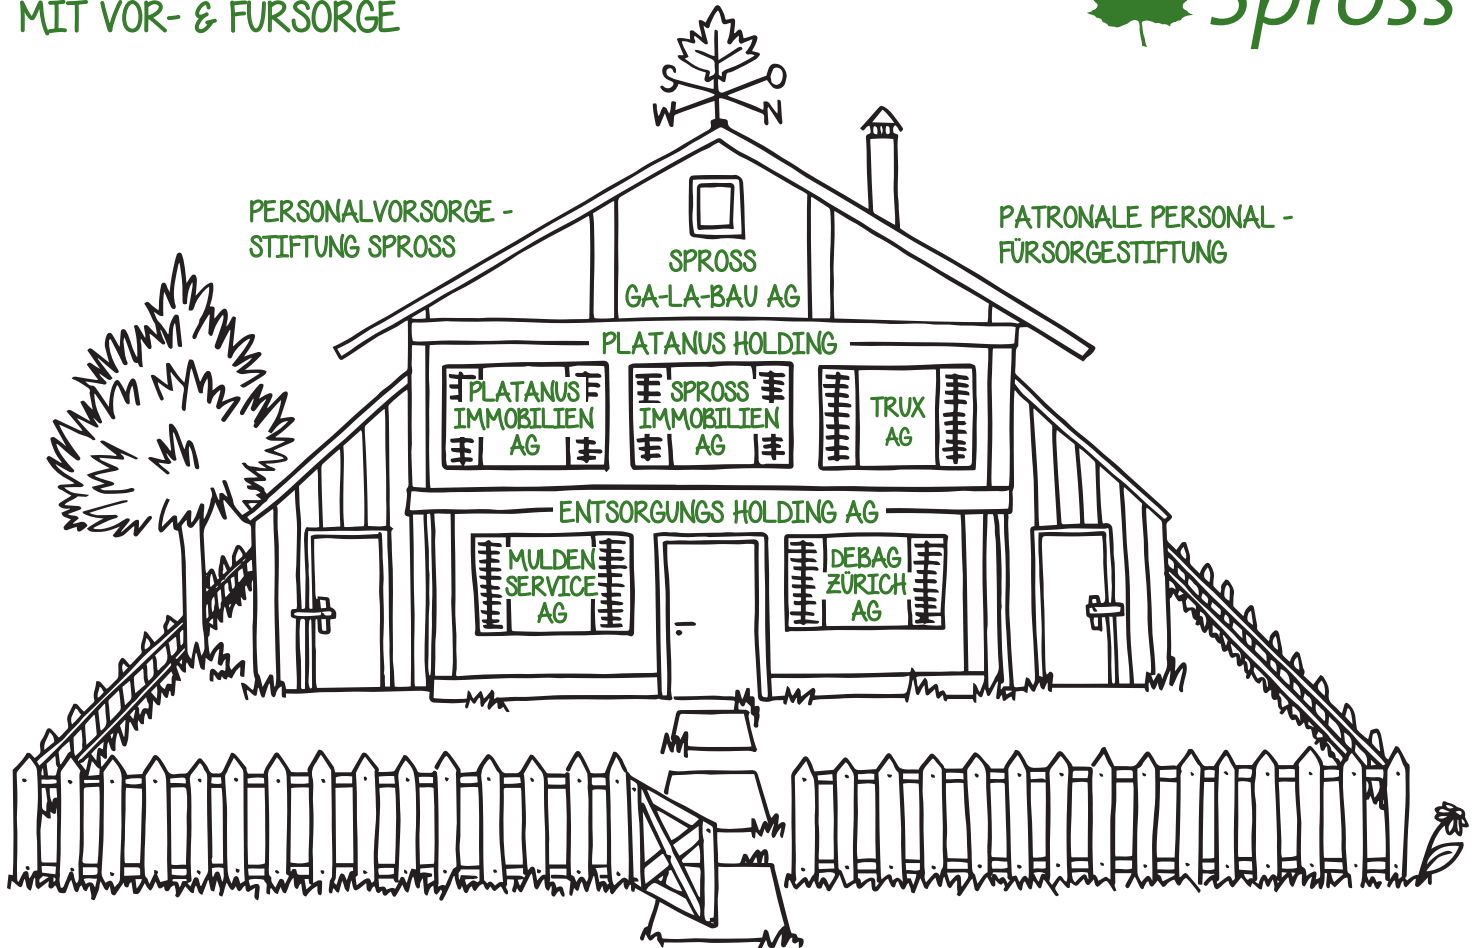 MIT VOR- & FÜRSORGE
Spross
S O
W N
PERSONALVORSORGE -
STIFTUNG SPROSS
PATRONALE PERSONAL -
FÜRSORGESTIFTUNG
SPROSS
GA-LA-BAU AG
PLATANUS HOLDING
PLATANUS
IMMOBILIEN
AG
SPROSS
IMMOBILIEN
AG
TRUX
AG
ENTSORGUNGS HOLDING AG
MULDEN
SERVICE
AG
DEBAG
ZÜRICH
AG